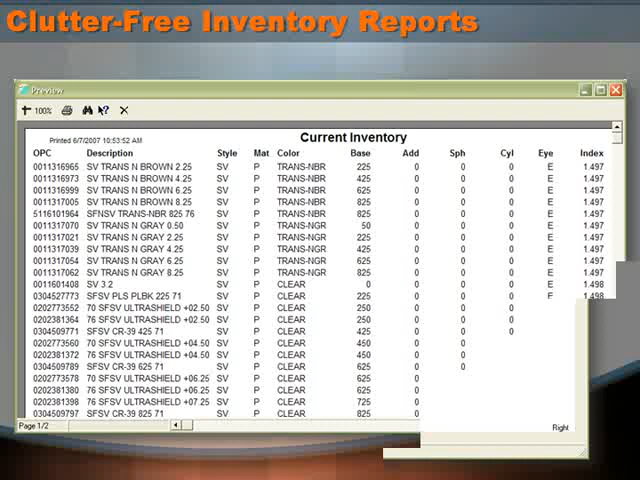 Clutter-Free Inventory Reports
Preview
100%
Printed 6/7/2007 10:53:52 AM
Current Inventory
OPC Description Style Mat Color Base Add Sph Cyl Eye Index
0011316965 SV TRANS N BROWN 2.25 SV P TRANS-NBR 225 0 0 0 E 1.497
0011316973 SV TRANS N BROWN 4.25 SV P TRANS-NBR 425 0 0 0 E 1.497
0011316999 SV TRANS N BROWN 6.25 SV P TRANS-NBR 625 0 0 0 E 1.497
0011317005 SV TRANS N BROWN 8.25 SV P TRANS-NBR 825 0 0 0 E 1.497
5116101964 SFNSV TRANS-NBR 825 76 SV P TRANS-NBR 825 0 0 0 E 1.497
0011317070 SV TRANS N GRAY 0.50 SV P TRANS-NGR 50 0 0 0 E 1.497
0011317021 SV TRANS N GRAY 2.25 SV P TRANS-NGR 225 0 0 0 E 1.497
0011317039 SV TRANS N GRAY 4.25 SV P TRANS-NGR 425 0 0 0 E 1.497
0011317054 SV TRANS N GRAY 6.25 SV P TRANS-NGR 625 0 0 0 E 1.497
0011317062 SV TRANS N GRAY 8.25 SV P TRANS-NGR 825 0 0 0 E 1.497
0011601408 SV 3.2 SV P CLEAR 0 0 0 0 E 1.498
0304527773 SFSV PLS PLBK 225 71 SV P CLEAR 225 0 0 0 E 1.498
0202773552 70 SFSV ULTRASHIELD +02.50 SV P CLEAR 250 0 0 0
0202381364 76 SFSV ULTRASHIELD +02.50 SV P CLEAR 250 0 0 0
0304509771 SFSV CR-39 425 71 SV P CLEAR 425 0 0 0
0202773560 70 SFSV ULTRASHIELD +04.50 SV P CLEAR 450 0 0
0202381372 76 SFSV ULTRASHIELD +04.50 SV P CLEAR 450 0 0
0304509789 SFSV CR-39 625 71 SV P CLEAR 625 0 0
0202773578 70 SFSV ULTRASHIELD +06.25 SV P CLEAR 625 0
0202381380 76 SFSV ULTRASHIELD +06.25 SV P CLEAR 625 0
0202381398 76 SFSV ULTRASHIELD +07.25 SV P CLEAR 725 0
0304509797 SFSV CR-39 825 71 SV P CLEAR 825 0
Page 1/2
Right